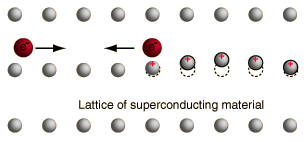 e⁻ e⁻
+ + + + +
Lattice of superconducting material